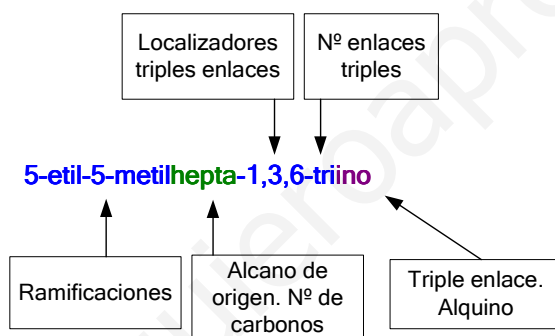 Localizadores
triples enlaces
Nº enlaces
triples
5-etil-5-metilhepta-1,3,6-triino
Ramificaciones
Alcano de
origen. Nº de
carbonos
Triple enlace.
Alquino